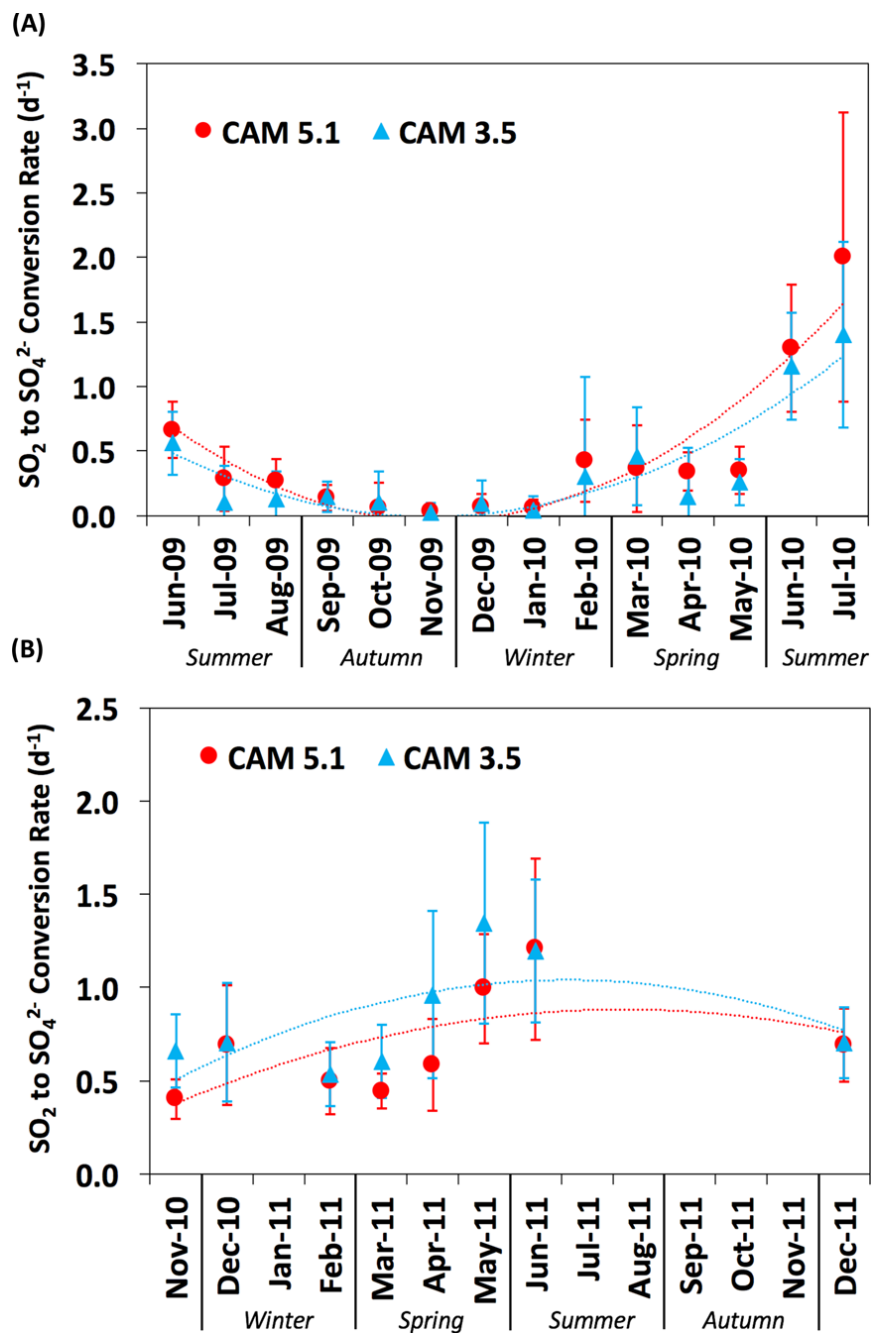 (A)
SO₂ to SO₄²⁻ Conversion Rate (d⁻¹)
3.5
3.0
2.5
2.0
1.5
1.0
0.5
0.0
CAM 5.1 CAM 3.5
Jun-09 Jul-09 Aug-09 Sep-09 Oct-09 Nov-09 Dec-09 Jan-10 Feb-10 Mar-10 Apr-10 May-10 Jun-10 Jul-10
Summer Autumn Winter Spring Summer
(B)
SO₂ to SO₄²⁻ Conversion Rate (d⁻¹)
2.5
2.0
1.5
1.0
0.5
0.0
CAM 5.1 CAM 3.5
Nov-10 Dec-10 Jan-11 Feb-11 Mar-11 Apr-11 May-11 Jun-11 Jul-11 Aug-11 Sep-11 Oct-11 Nov-11 Dec-11
Winter Spring Summer Autumn